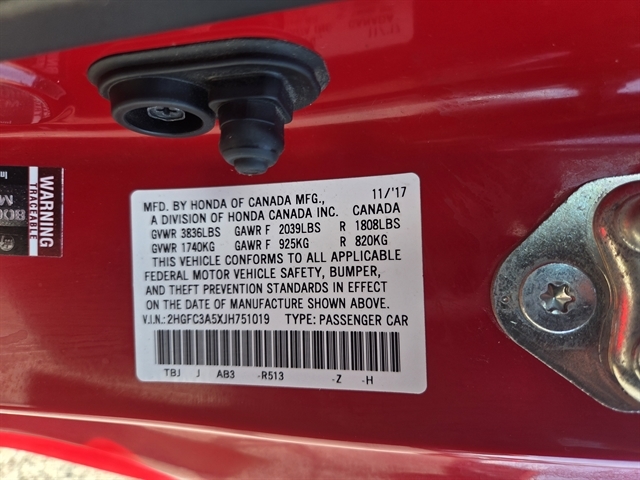 WARNING
TRACEABLE
MFD. BY HONDA OF CANADA MFG., 11/'17
A DIVISION OF HONDA CANADA INC. CANADA
GVWR 3836LBS GAWR F 2039LBS R 1808LBS
GVWR 1740KG GAWR F 925KG R 820KG
THIS VEHICLE CONFORMS TO ALL APPLICABLE
FEDERAL MOTOR VEHICLE SAFETY, BUMPER,
AND THEFT PREVENTION STANDARDS IN EFFECT
ON THE DATE OF MANUFACTURE SHOWN ABOVE.
V.I.N.:2HGFC3A5XJH751019 TYPE: PASSENGER CAR
TBJ J AB3 -R513 -Z -H